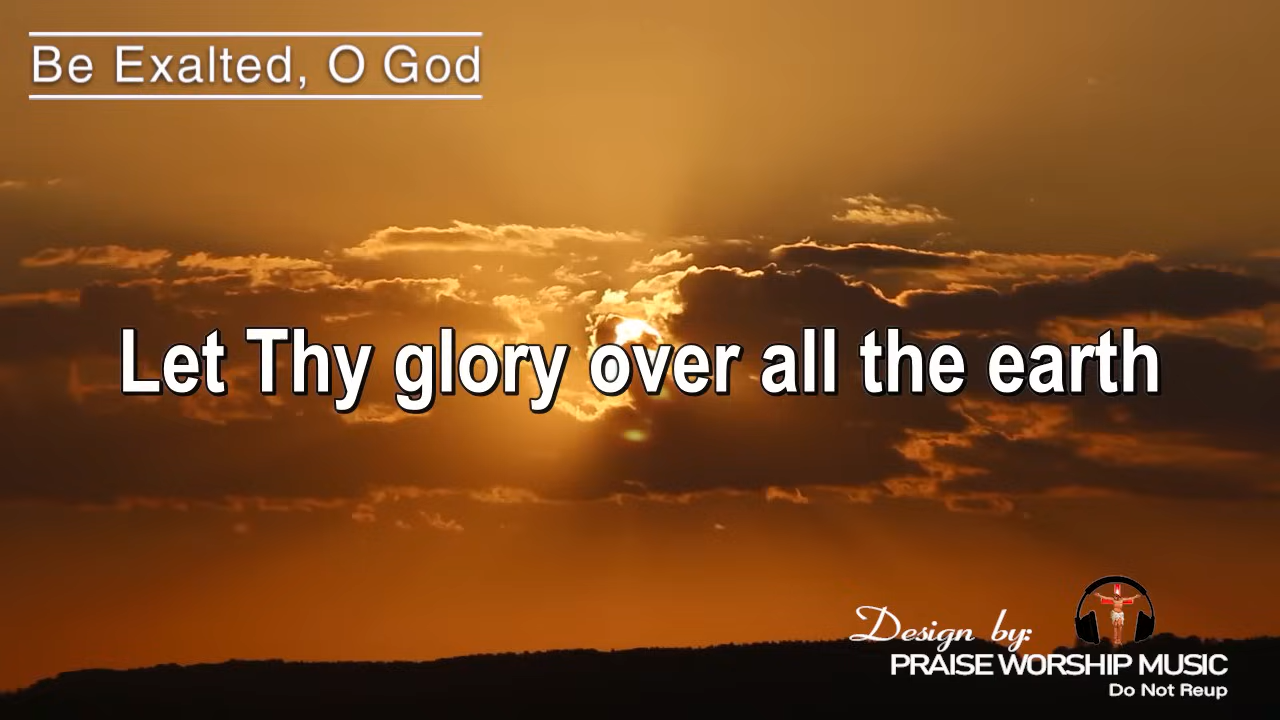 Be Exalted, O God
Let Thy glory over all the earth
Design by:
PRAISE WORSHIP MUSIC
Do Not Reup